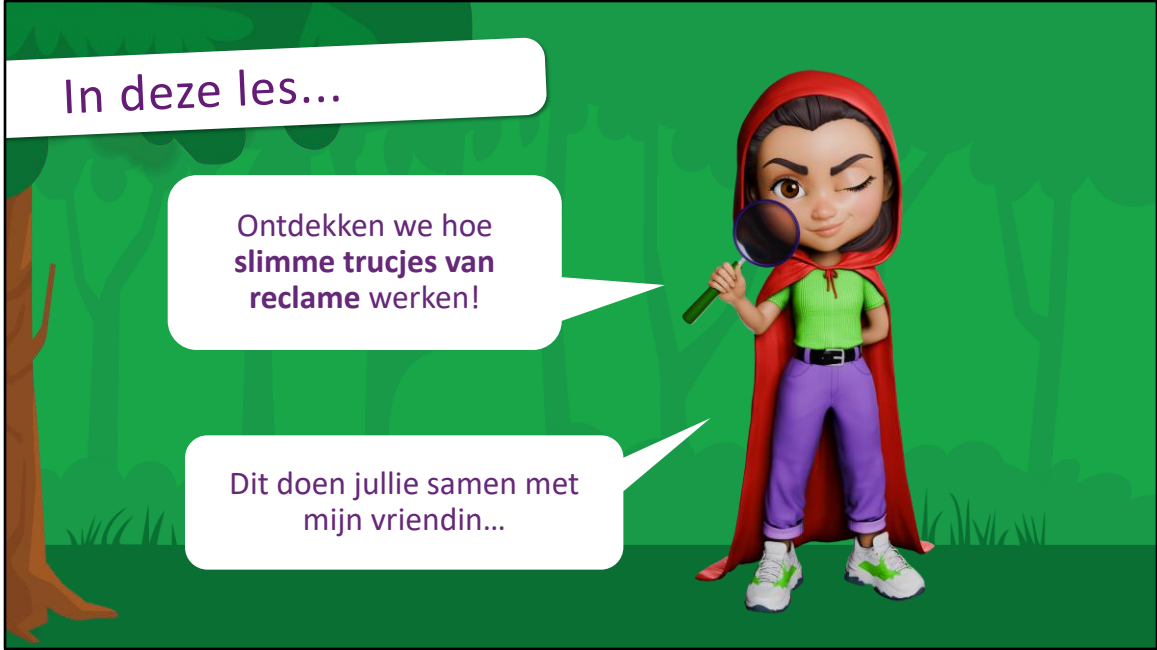 In deze les...
Ontdekken we hoe
slimme trucjes van
reclame werken!
Dit doen jullie samen met
mijn vriendin…